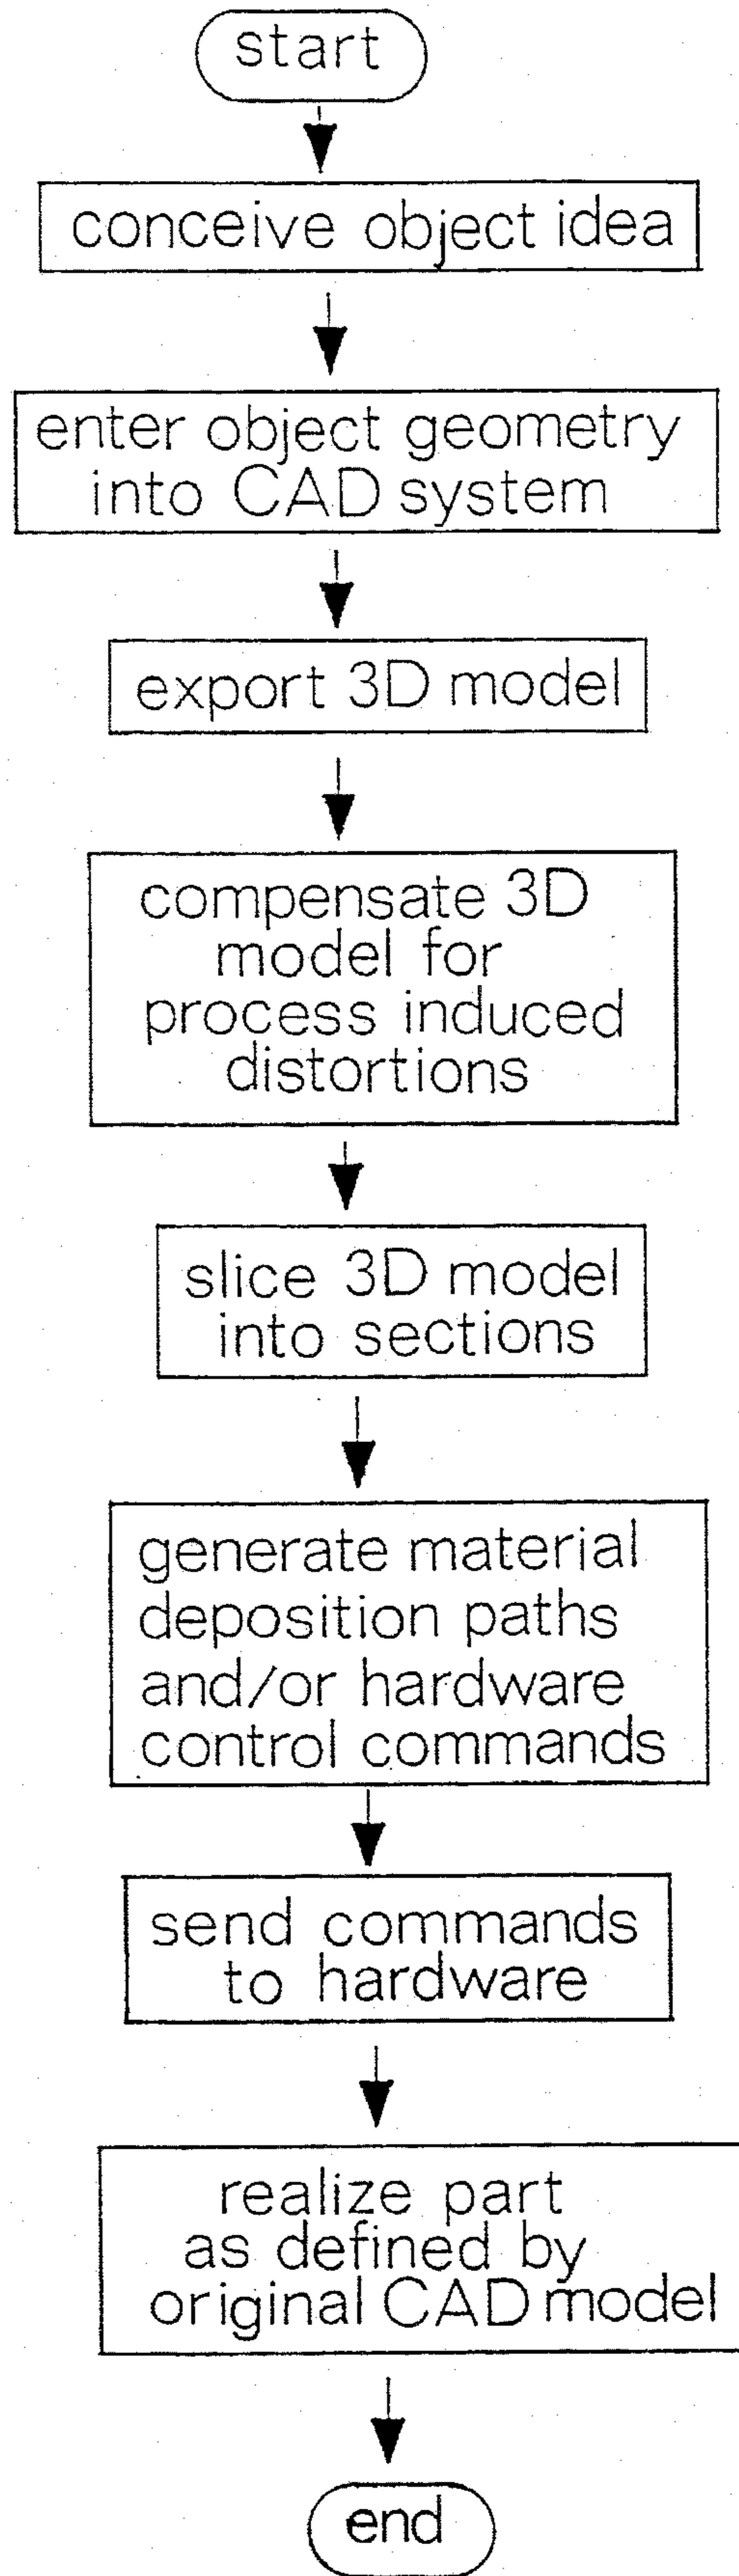 start
conceive object idea
enter object geometry
into CAD system
export 3D model
compensate 3D
model for
process induced
distortions
slice 3D model
into sections
generate material
deposition paths
and/or hardware
control commands
send commands
to hardware
realize part
as defined by
original CAD model
end